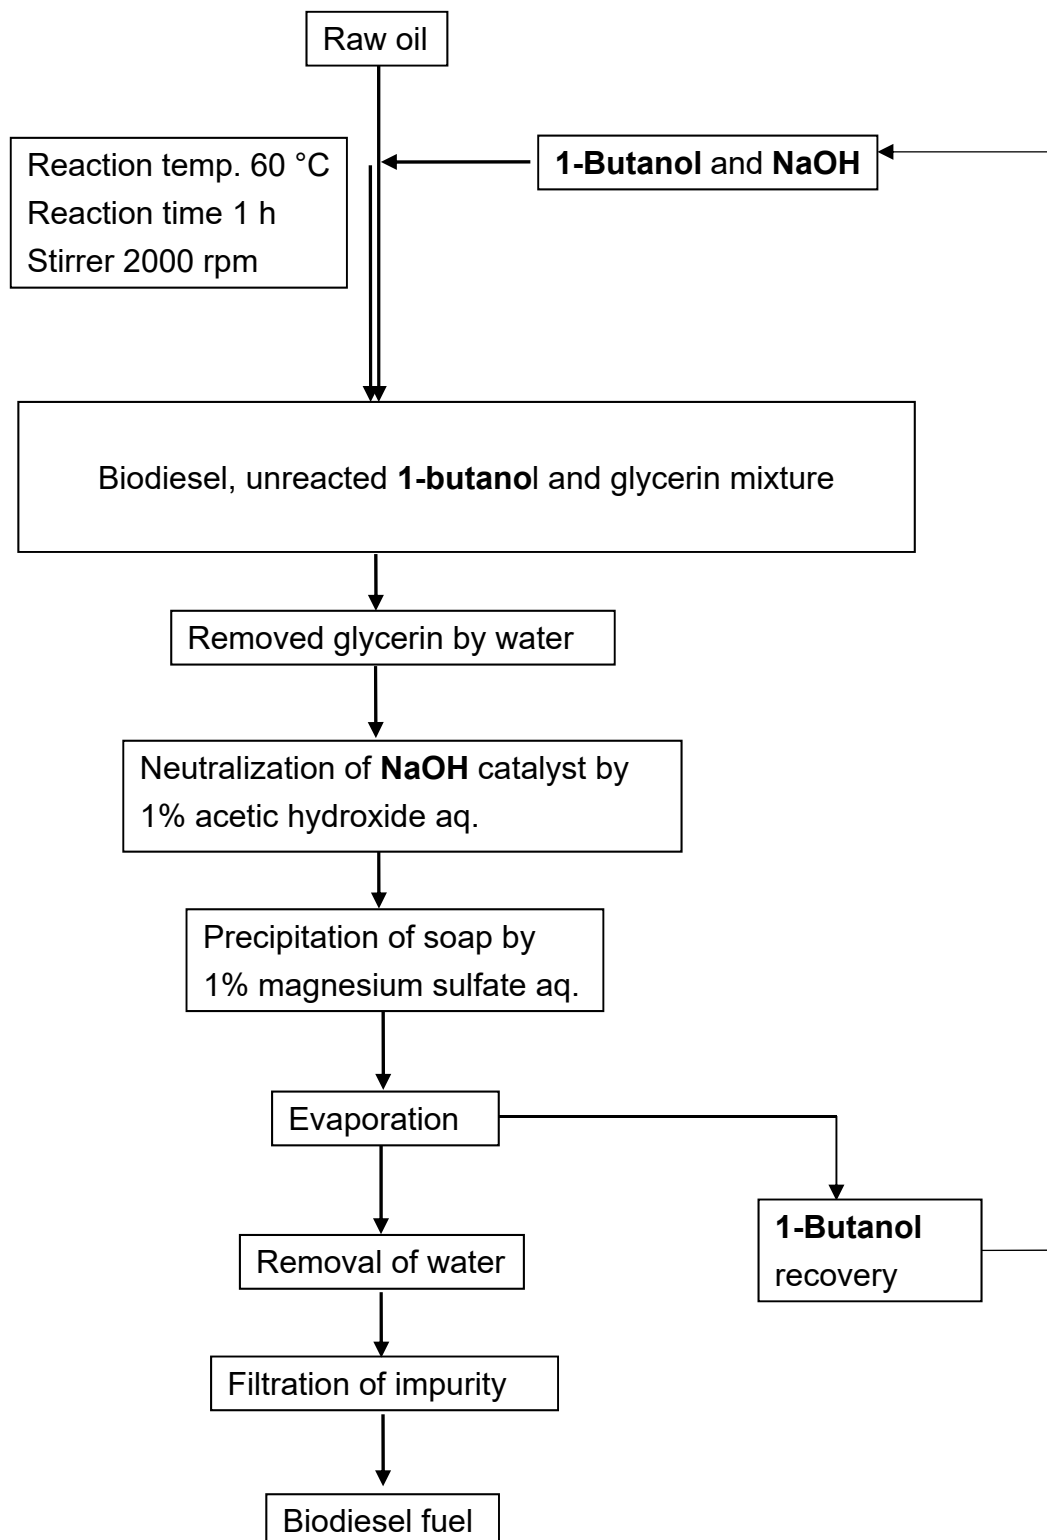 Raw oil
Reaction temp. 60 °C
Reaction time 1 h
Stirrer 2000 rpm
1-Butanol and NaOH
Biodiesel, unreacted 1-butanol and glycerin mixture
Removed glycerin by water
Neutralization of NaOH catalyst by
1% acetic hydroxide aq.
Precipitation of soap by
1% magnesium sulfate aq.
Evaporation
1-Butanol
recovery
Removal of water
Filtration of impurity
Biodiesel fuel